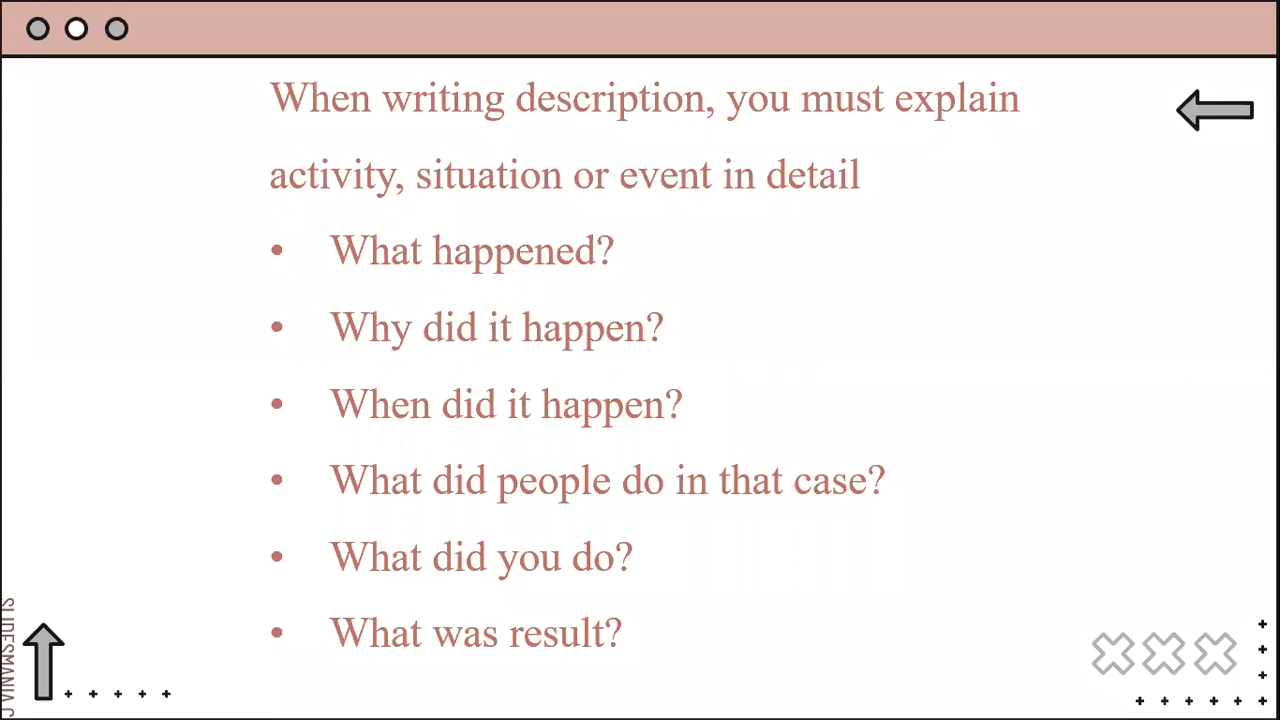 When writing description, you must explain
activity, situation or event in detail
• What happened?
• Why did it happen?
• When did it happen?
• What did people do in that case?
• What did you do?
• What was result?
SLIDESMANIA.C